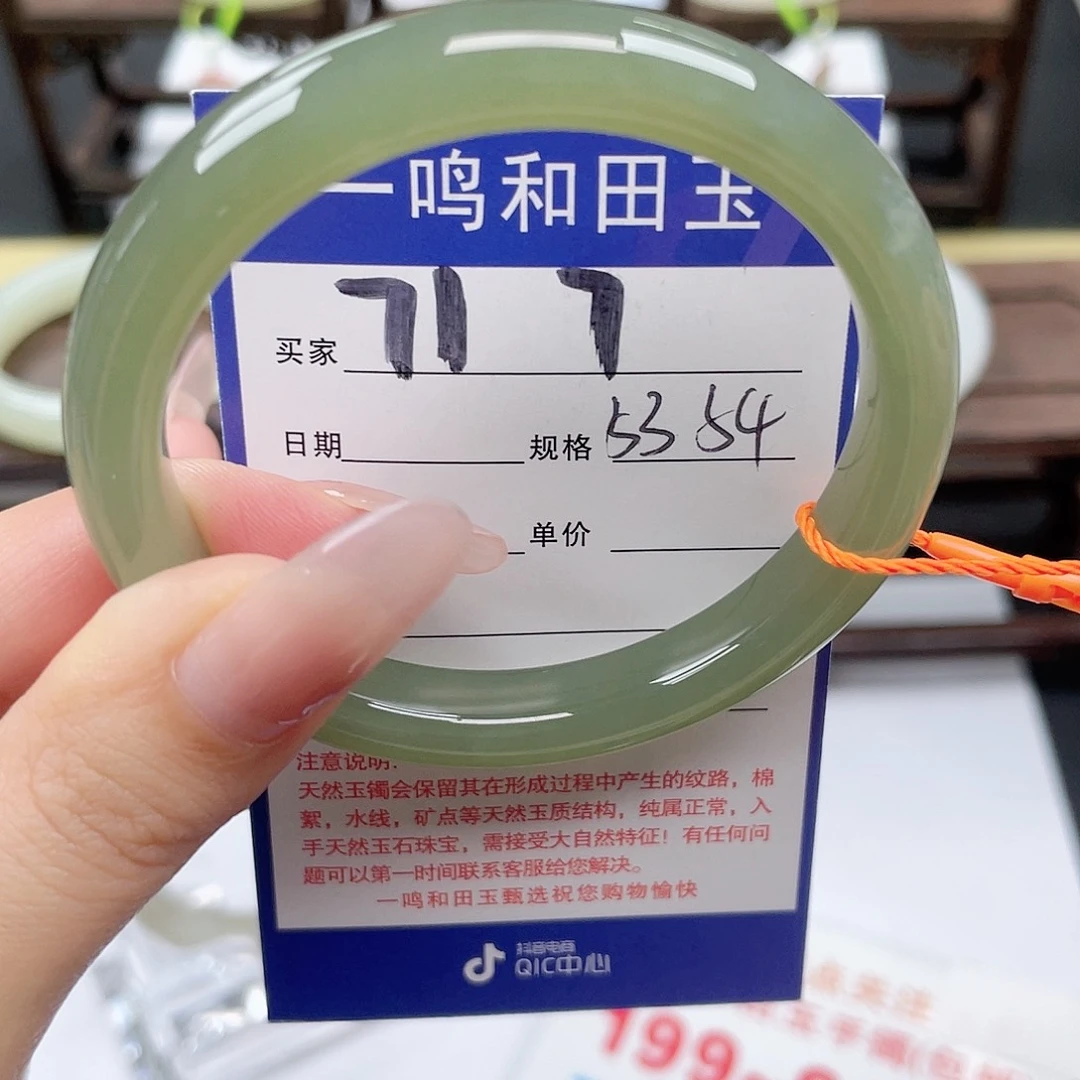 一鸣和田玉
买家 71 7
日期 规格 53 54
单价
注意说明:
天然玉镯会保留其在形成过程中产生的纹路，棉
絮，水线，矿点等天然玉质结构，纯属正常，入
手天然玉石珠宝，需接受大自然特征！有任何问
题可以第一时间联系客服给您解决。
一鸣和田玉甄选祝您购物愉快
抖音电商
QIC中心
199